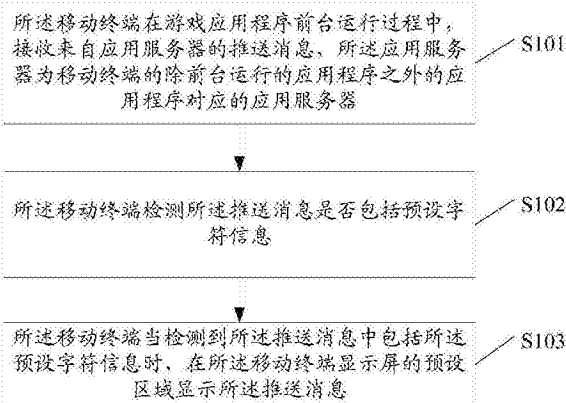 所述移动终端在游戏应用程序前台运行过程中，
接收来自应用服务器的推送消息，所述应用服务
器为移动终端的除前台运行的应用程序之外的应
用程序对应的应用服务器
S101
所述移动终端检测所述推送消息是否包括预设字
符信息
S102
所述移动终端当检测到所述推送消息中包括所述
预设字符信息时，在所述移动终端显示屏的预设
区域显示所述推送消息
S103